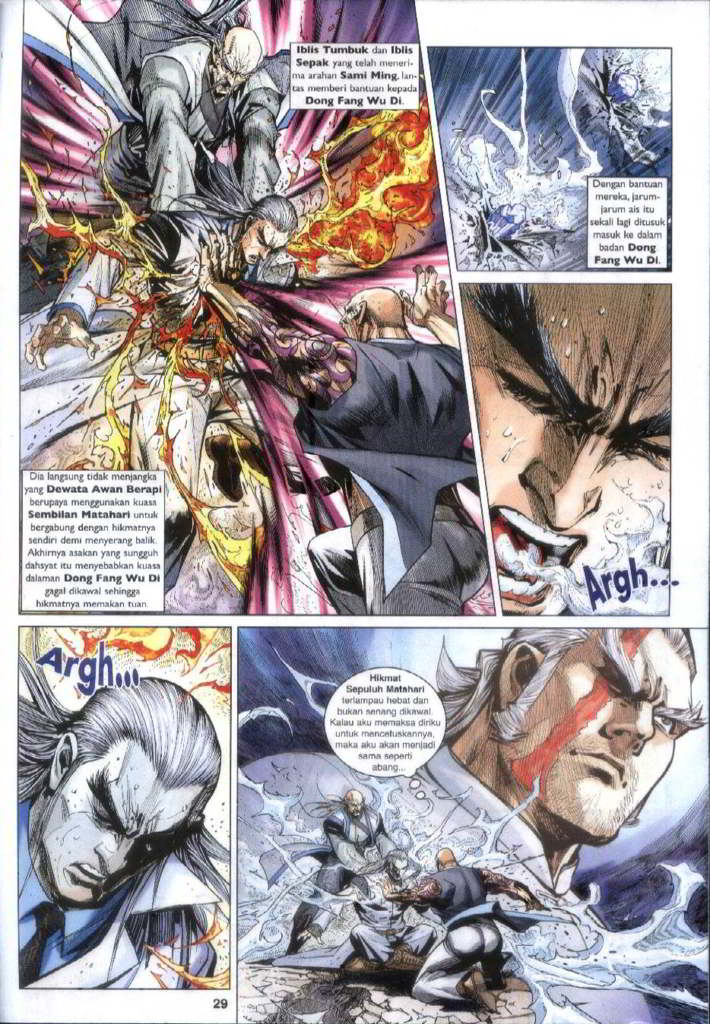 Iblis Tumbuk dan Iblis
Sepak yang telah meneri-
ma arahan Sami Ming, lan-
tas memberi bantuan kepada
Dong Fang Wu Di.
Dengan bantuan
mereka, jarum-
jarum ais itu
sekali lagi ditusuk
masuk ke dalam
badan Dong
Fang Wu Di.
Dia langsung tidak menjangka
yang Dewata Awan Berapi
berupaya menggunakan kuasa
Sembilan Matahari untuk
bergabung dengan hikmatnya
sendiri demi menyerang balik.
Akhirnya asakan yang sungguh
dahsyat itu menyebabkan kuasa
dalaman Dong Fang Wu Di
gagal dikawal sehingga
hikmatnya memakan tuan.
Argh...
Argh...
Hikmat
Sepuluh Matahari
terlampau hebat dan
bukan senang dikawal.
Kalau aku memaksa diriku
untuk mencetuskannya,
maka aku akan menjadi
sama seperti
abang...
29